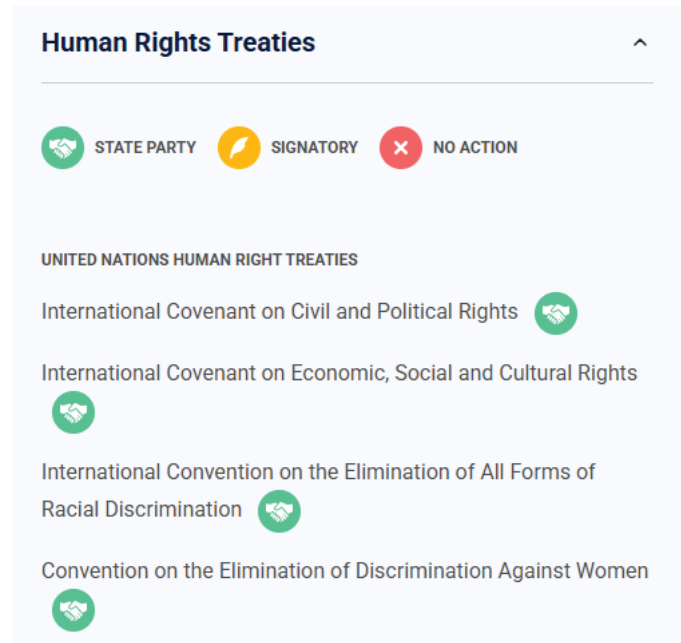 Human Rights Treaties
STATE PARTY SIGNATORY NO ACTION
UNITED NATIONS HUMAN RIGHT TREATIES
International Covenant on Civil and Political Rights
International Covenant on Economic, Social and Cultural Rights
International Convention on the Elimination of All Forms of
Racial Discrimination
Convention on the Elimination of Discrimination Against Women